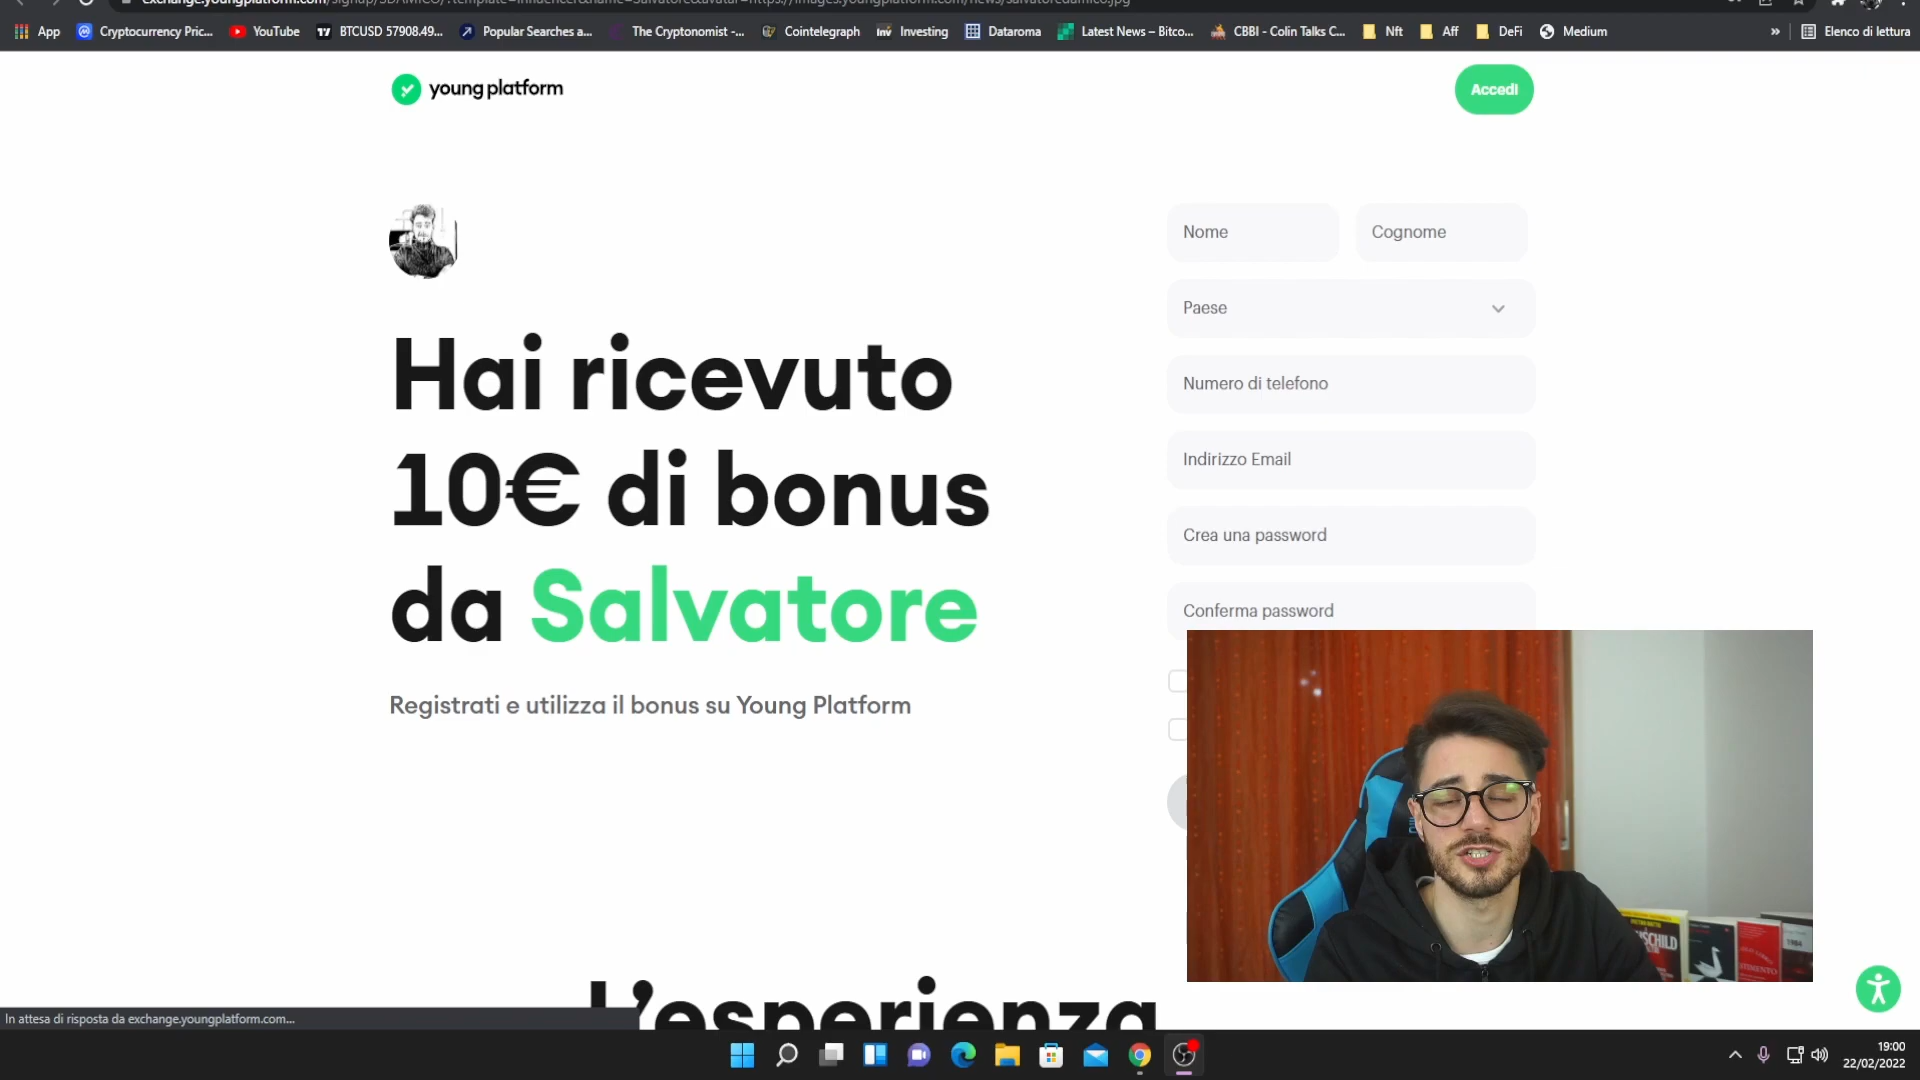 App
Cryptocurrency Pric...
YouTube
BTCUSD 57908.49...
Popular Searches a...
The Cryptonomist -...
Cointelegraph
Investing
Dataroma
Latest News – Bitco...
CBBI - Colin Talks C...
Nft
Aff
DeFi
Medium
»
Elenco di lettura
young platform
Accedi
Nome
Cognome
Paese
Numero di telefono
Indirizzo Email
Crea una password
Conferma password
Hai ricevuto
10€ di bonus
da Salvatore
Registrati e utilizza il bonus su Young Platform
L'esperienza
1984
In attesa di risposta da exchange.youngplatform.com...
19:00
22/02/2022